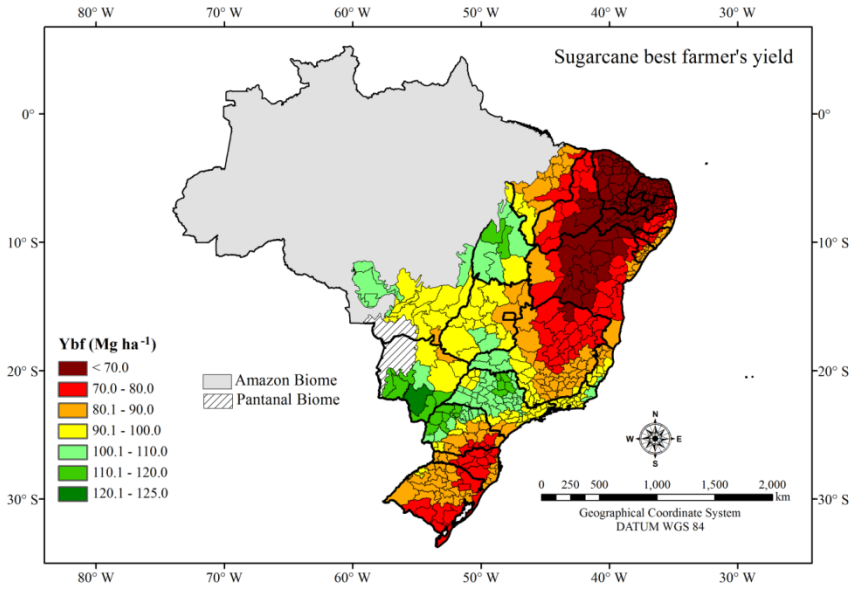 80° W 70° W 60° W 50° W 40° W 30° W
Sugarcane best farmer's yield
0° 0°
10° S 10° S
20° S 20° S
30° S 30° S
Ybf (Mg ha⁻¹)
< 70.0
70.0 - 80.0
80.1 - 90.0
90.1 - 100.0
100.1 - 110.0
110.1 - 120.0
120.1 - 125.0
Amazon Biome
Pantanal Biome
N
W E
S
0 250 500 1,000 1,500 2,000
km
Geographical Coordinate System
DATUM WGS 84
80° W 70° W 60° W 50° W 40° W 30° W